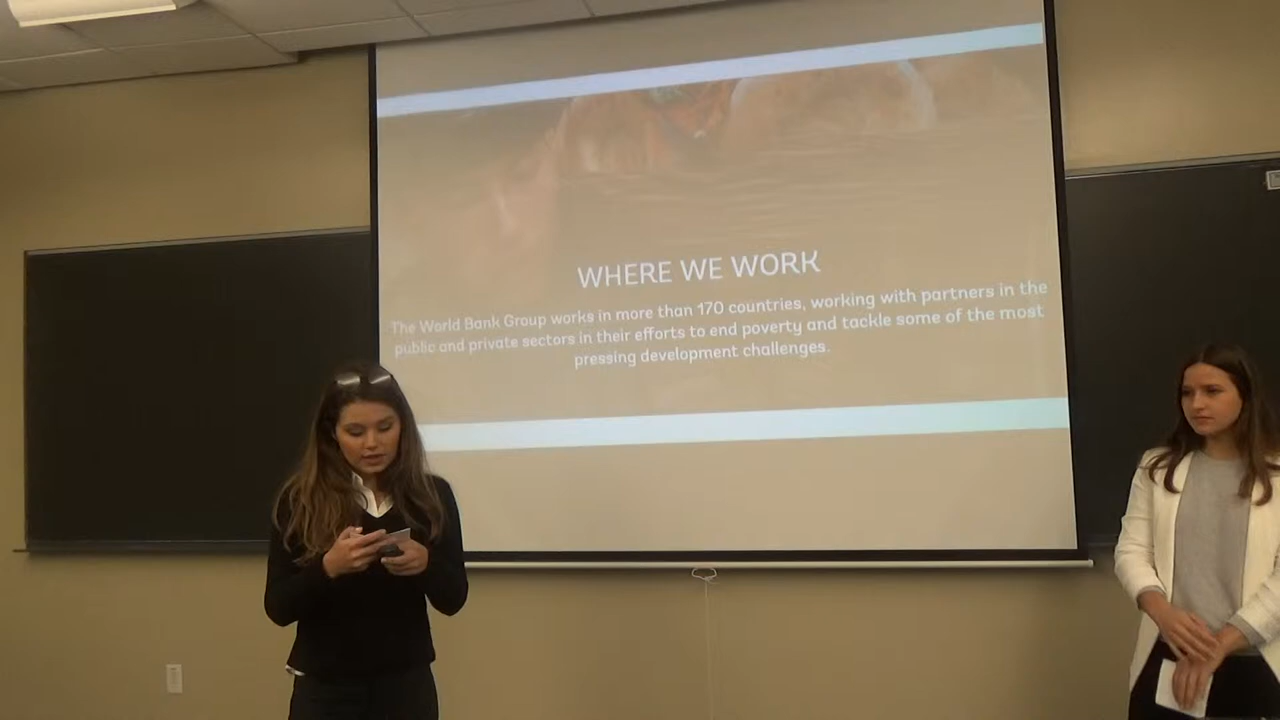 WHERE WE WORK
The World Bank Group works in more than 170 countries, working with partners in the
public and private sectors in their efforts to end poverty and tackle some of the most
pressing development challenges.